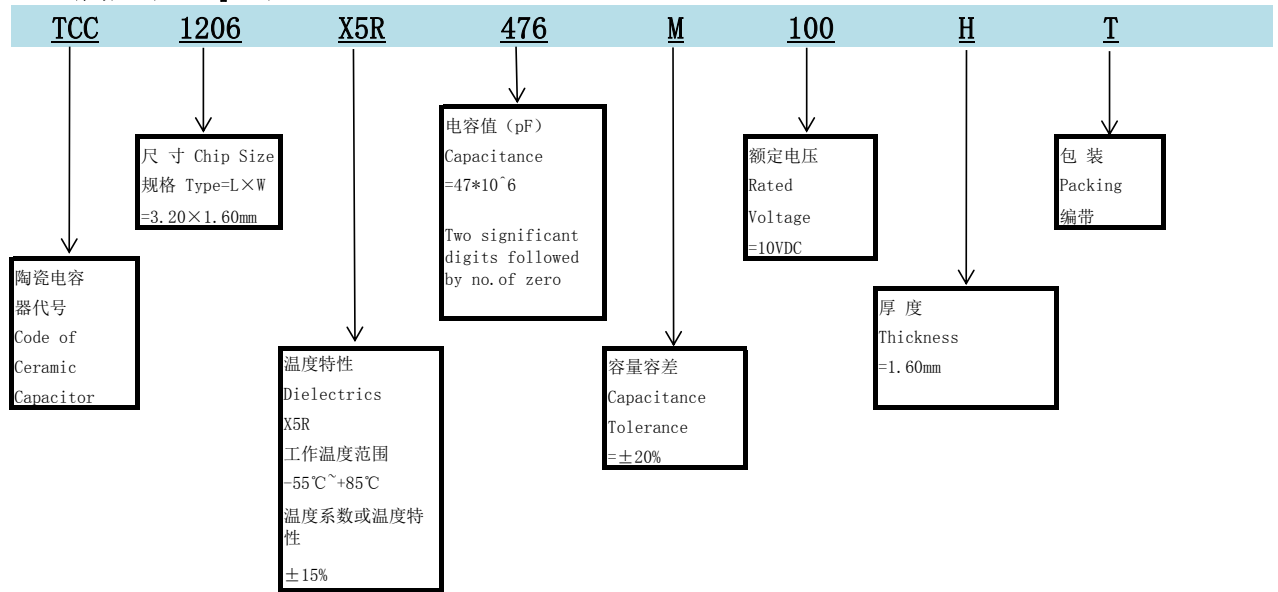 TCC 1206 X5R 476 M 100 H T
陶瓷电容
器代号
Code of
Ceramic
Capacitor
尺 寸 Chip Size
规格 Type=L×W
=3.20×1.60mm
温度特性
Dielectrics
X5R
工作温度范围
-55℃~+85℃
温度系数或温度特
性
±15%
电容值（pF）
Capacitance
=47*10^6
Two significant
digits followed
by no.of zero
容量容差
Capacitance
Tolerance
=±20%
额定电压
Rated
Voltage
=10VDC
厚 度
Thickness
=1.60mm
包 装
Packing
编带